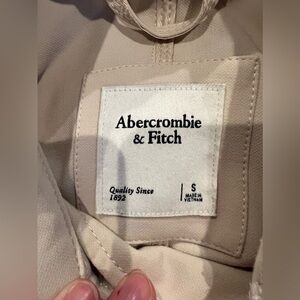 Abercrombie
& Fitch
Quality Since
1892
S
MADE IN
VIETNAM